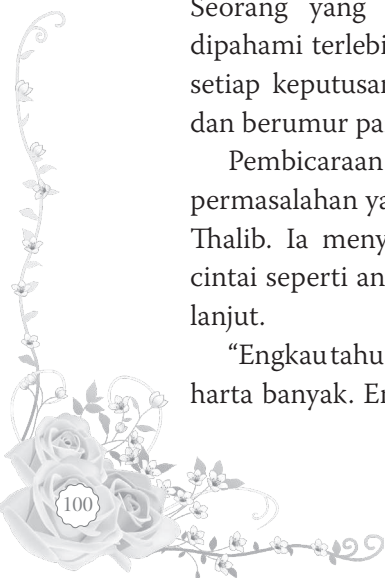 Seorang yang
dipahami terlebi
setiap keputusan
dan berumur pa
Pembicaraan
permasalahan ya
Thalib. Ia meny
cintai seperti an
lanjut.
“Engkau tahu
harta banyak. En
100